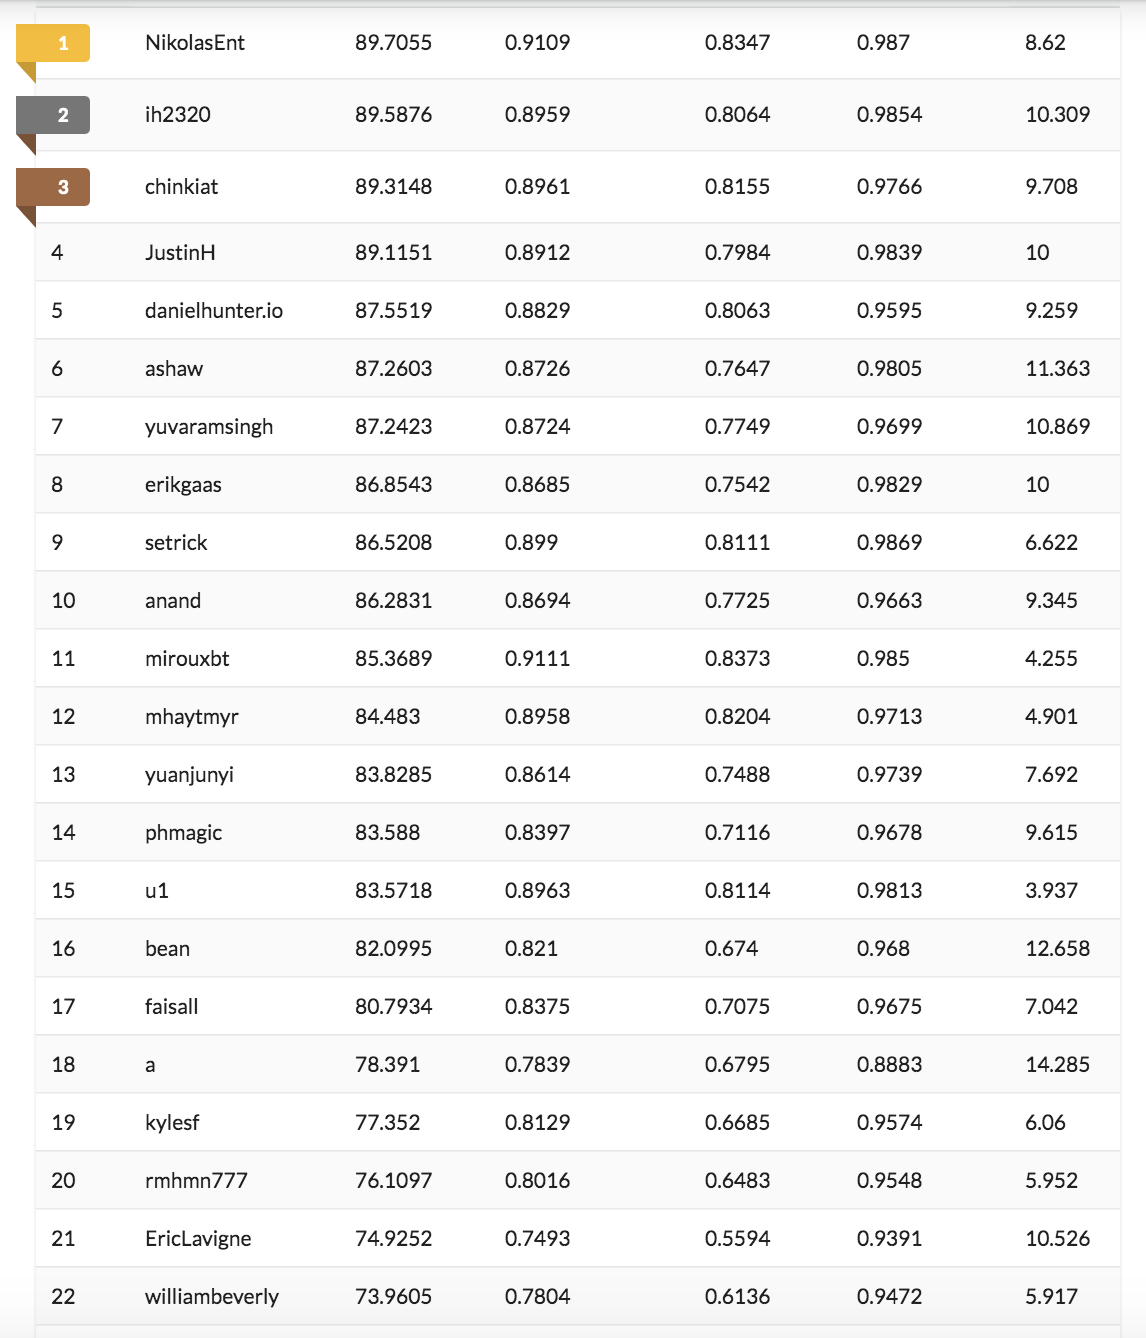 1 NikolasEnt 89.7055 0.9109 0.8347 0.987 8.62
2 ih2320 89.5876 0.8959 0.8064 0.9854 10.309
3 chinkiat 89.3148 0.8961 0.8155 0.9766 9.708
4 JustinH 89.1151 0.8912 0.7984 0.9839 10
5 danielhunter.io 87.5519 0.8829 0.8063 0.9595 9.259
6 ashaw 87.2603 0.8726 0.7647 0.9805 11.363
7 yuvaramsingh 87.2423 0.8724 0.7749 0.9699 10.869
8 erikgaas 86.8543 0.8685 0.7542 0.9829 10
9 setrick 86.5208 0.899 0.8111 0.9869 6.622
10 anand 86.2831 0.8694 0.7725 0.9663 9.345
11 mirouxbt 85.3689 0.9111 0.8373 0.985 4.255
12 mhaytmyr 84.483 0.8958 0.8204 0.9713 4.901
13 yuanjunyi 83.8285 0.8614 0.7488 0.9739 7.692
14 phmagic 83.588 0.8397 0.7116 0.9678 9.615
15 u1 83.5718 0.8963 0.8114 0.9813 3.937
16 bean 82.0995 0.821 0.674 0.968 12.658
17 faisall 80.7934 0.8375 0.7075 0.9675 7.042
18 a 78.391 0.7839 0.6795 0.8883 14.285
19 kylesf 77.352 0.8129 0.6685 0.9574 6.06
20 rmhmn777 76.1097 0.8016 0.6483 0.9548 5.952
21 EricLavigne 74.9252 0.7493 0.5594 0.9391 10.526
22 williambeverly 73.9605 0.7804 0.6136 0.9472 5.917